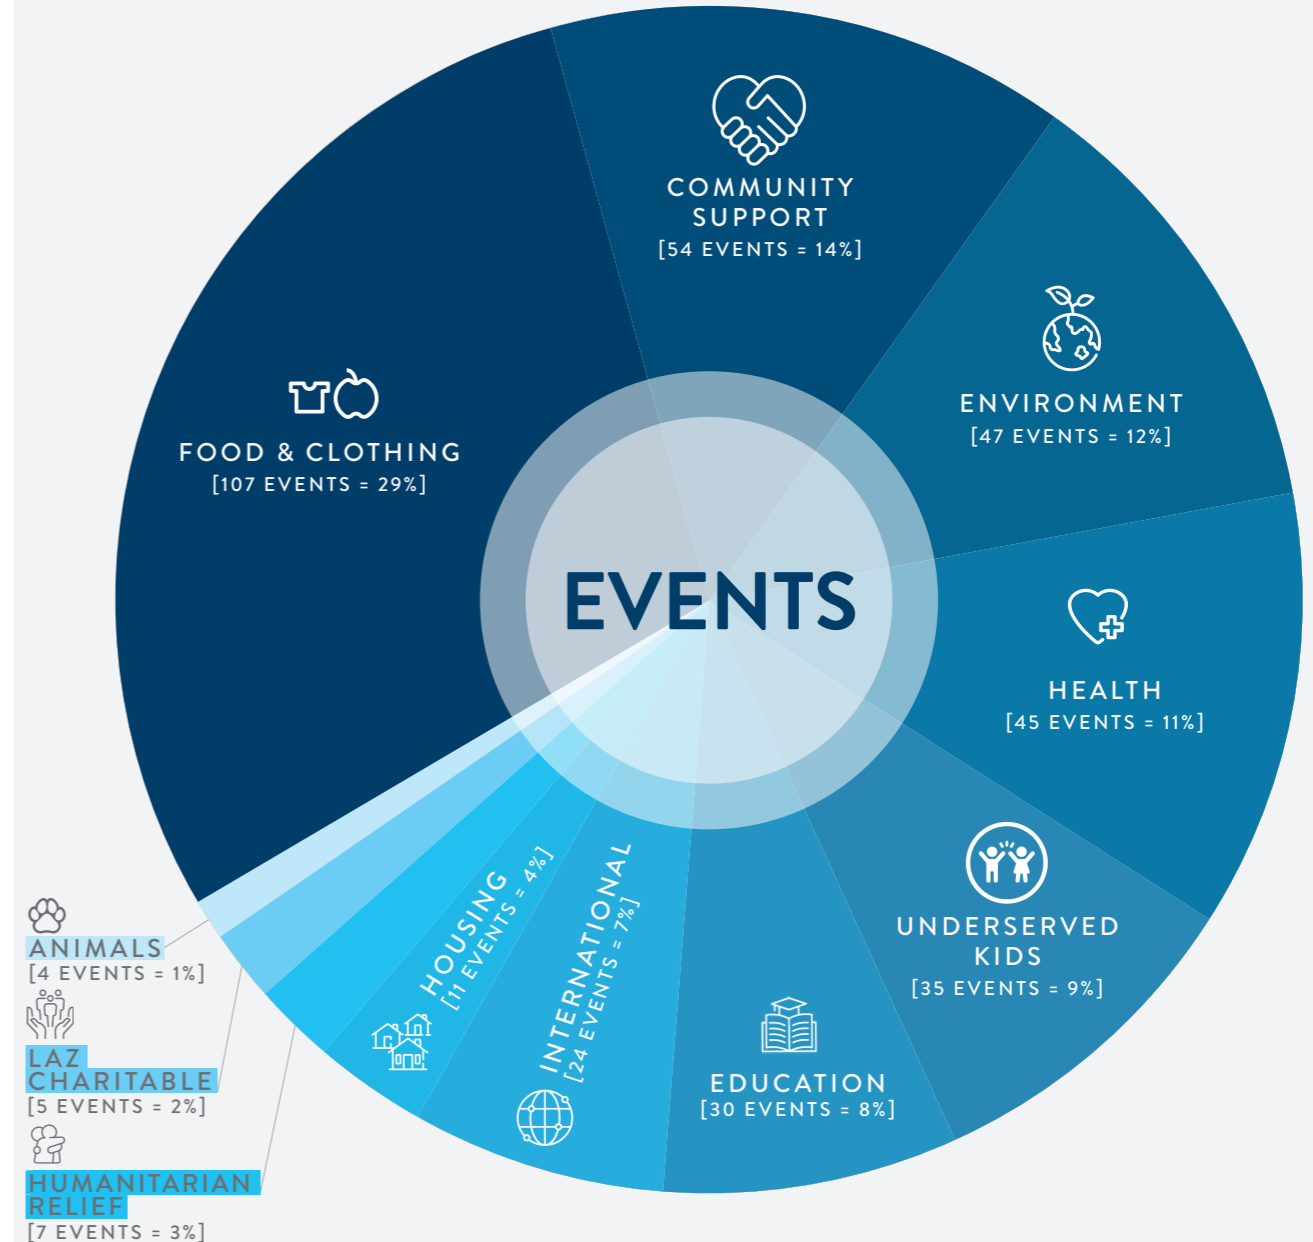 COMMUNITY
SUPPORT
[54 EVENTS = 14%]
ENVIRONMENT
[47 EVENTS = 12%]
FOOD & CLOTHING
[107 EVENTS = 29%]
EVENTS
HEALTH
[45 EVENTS = 11%]
UNDERSERVED
KIDS
[35 EVENTS = 9%]
EDUCATION
[30 EVENTS = 8%]
INTERNATIONAL
[24 EVENTS = 7%]
HOUSING
[11 EVENTS = 4%]
ANIMALS
[4 EVENTS = 1%]
LAZ
CHARITABLE
[5 EVENTS = 2%]
HUMANITARIAN
RELIEF
[7 EVENTS = 3%]